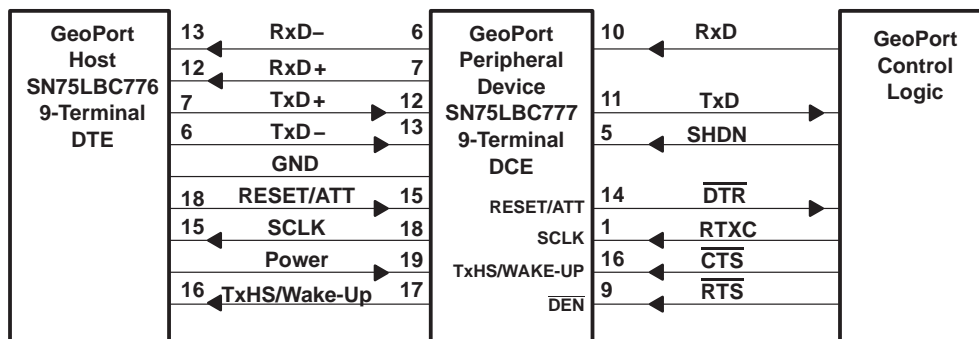 GeoPort
Host
SN75LBC776
9-Terminal
DTE
13 RxD– 6
12 RxD+ 7
7 TxD+ 12
6 TxD– 13
GND
18 RESET/ATT 15
15 SCLK 18
Power 19
16 TxHS/Wake-Up 17
GeoPort
Peripheral
Device
SN75LBC777
9-Terminal
DCE
RESET/ATT
SCLK
TxHS/WAKE-UP
DEN
10 RxD
11 TxD
5 SHDN
14 DTR
1 RTXC
16 CTS
9 RTS
GeoPort
Control
Logic